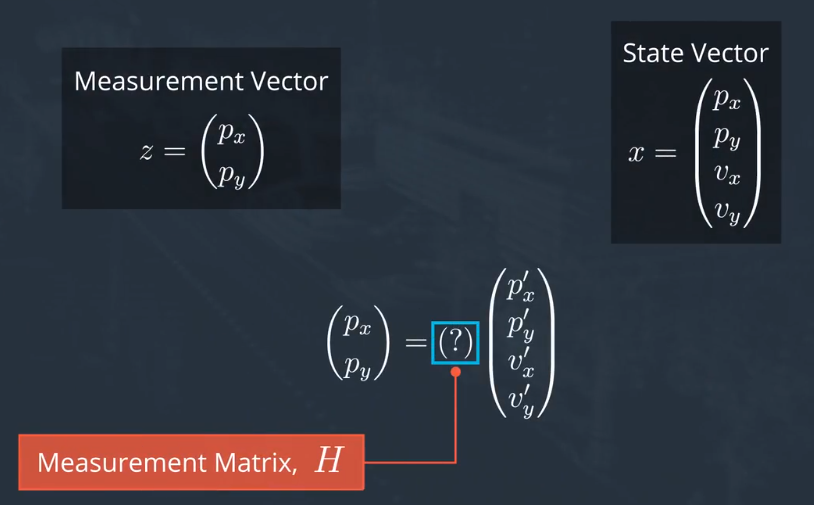 Measurement Vector
z = \begin{pmatrix} p_x \\ p_y \end{pmatrix}
State Vector
x = \begin{pmatrix} p_x \\ p_y \\ v_x \\ v_y \end{pmatrix}
\begin{pmatrix} p_x \\ p_y \end{pmatrix} = (?) \begin{pmatrix} p'_x \\ p'_y \\ v'_x \\ v'_y \end{pmatrix}
Measurement Matrix, H